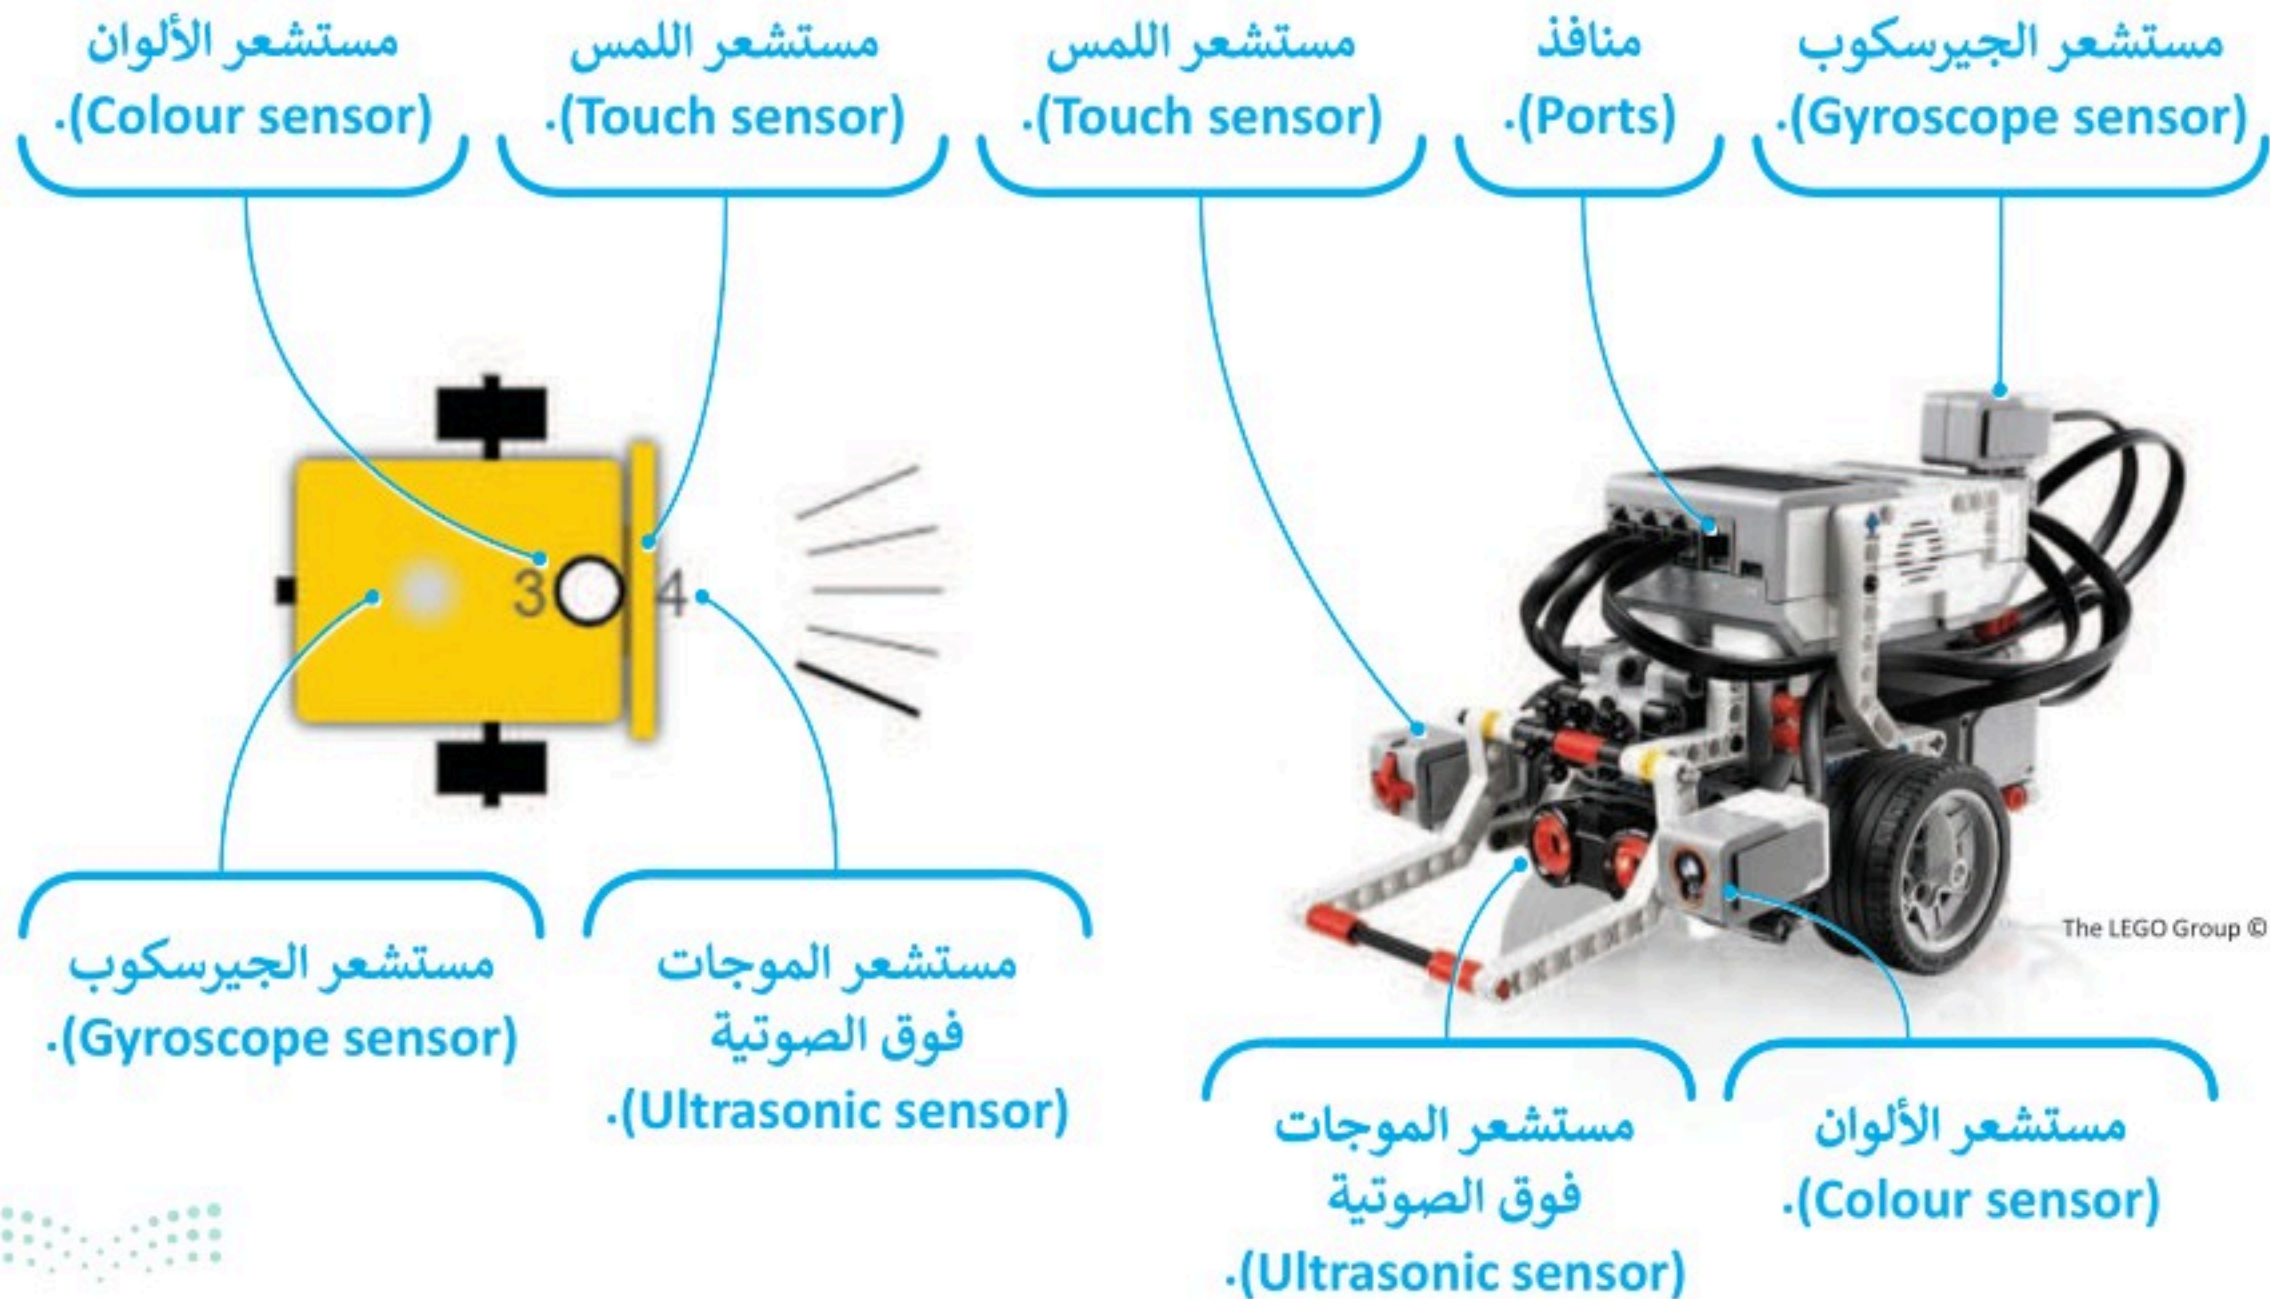 مستشعر الجيرسكوب
(Gyroscope sensor).
منافذ
(Ports).
مستشعر اللمس
(Touch sensor).
مستشعر اللمس
(Touch sensor).
مستشعر الألوان
(Colour sensor).
3
4
The LEGO Group ©
مستشعر الألوان
(Colour sensor).
مستشعر الموجات
فوق الصوتية
(Ultrasonic sensor).
مستشعر الموجات
فوق الصوتية
(Ultrasonic sensor).
مستشعر الجيرسكوب
(Gyroscope sensor).